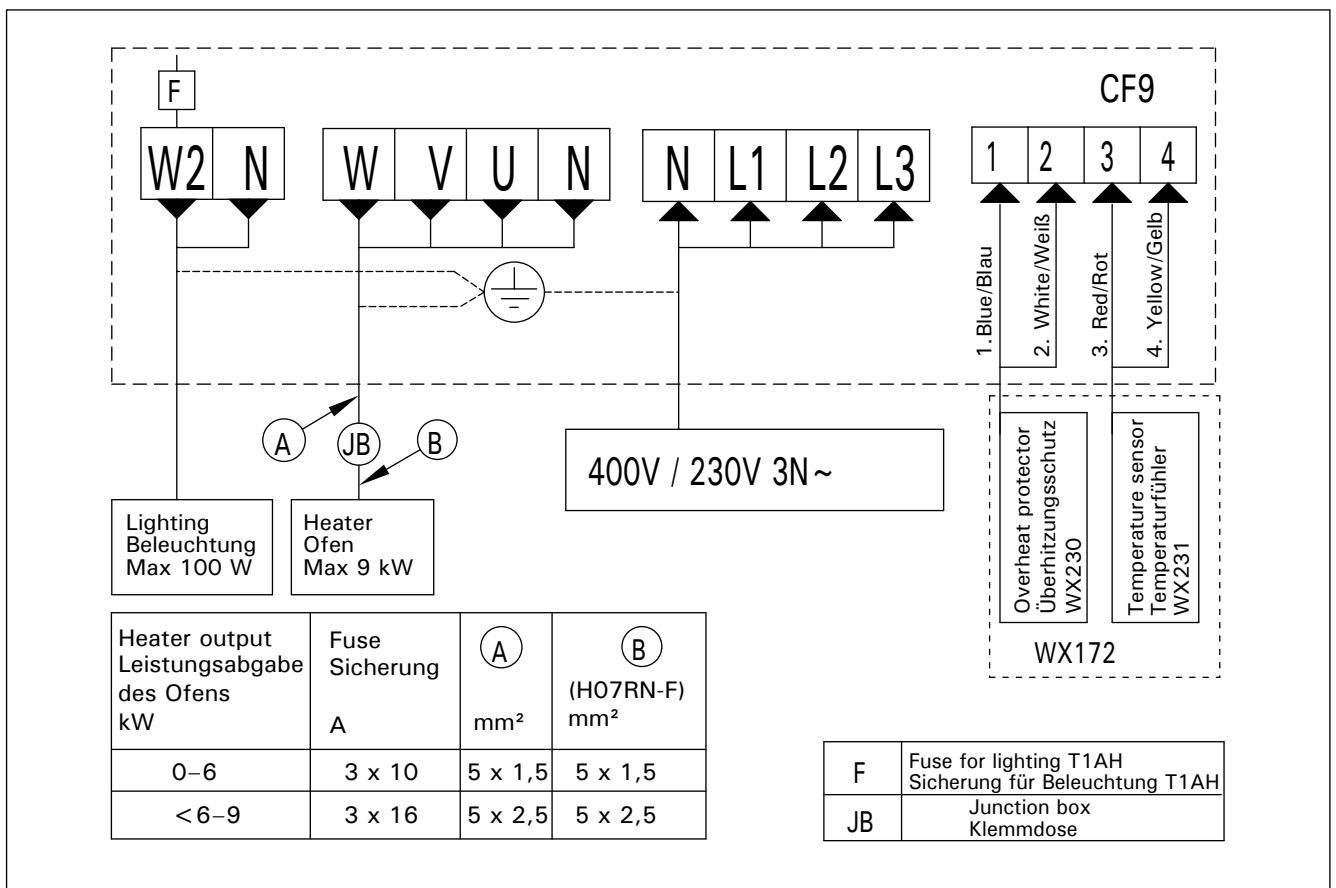 F
CF9
W2 N
W V U N
N L1 L2 L3
1 2 3 4
1.Blue/Blau
2. White/Weiß
3. Red/Rot
4. Yellow/Gelb
A
JB
B
400V / 230V 3N~
Lighting
Beleuchtung
Max 100 W
Heater
Ofen
Max 9 kW
Overheat protector
Überhitzungsschutz
WX230
Temperature sensor
Temperaturfühler
WX231
WX172
Heater output
Leistungsabgabe
des Ofens
kW
Fuse
Sicherung
A
A
mm²
B
(H07RN-F)
mm²
0–6 3 x 10 5 x 1,5 5 x 1,5
<6–9 3 x 16 5 x 2,5 5 x 2,5
F
Fuse for lighting T1AH
Sicherung für Beleuchtung T1AH
JB
Junction box
Klemmdose